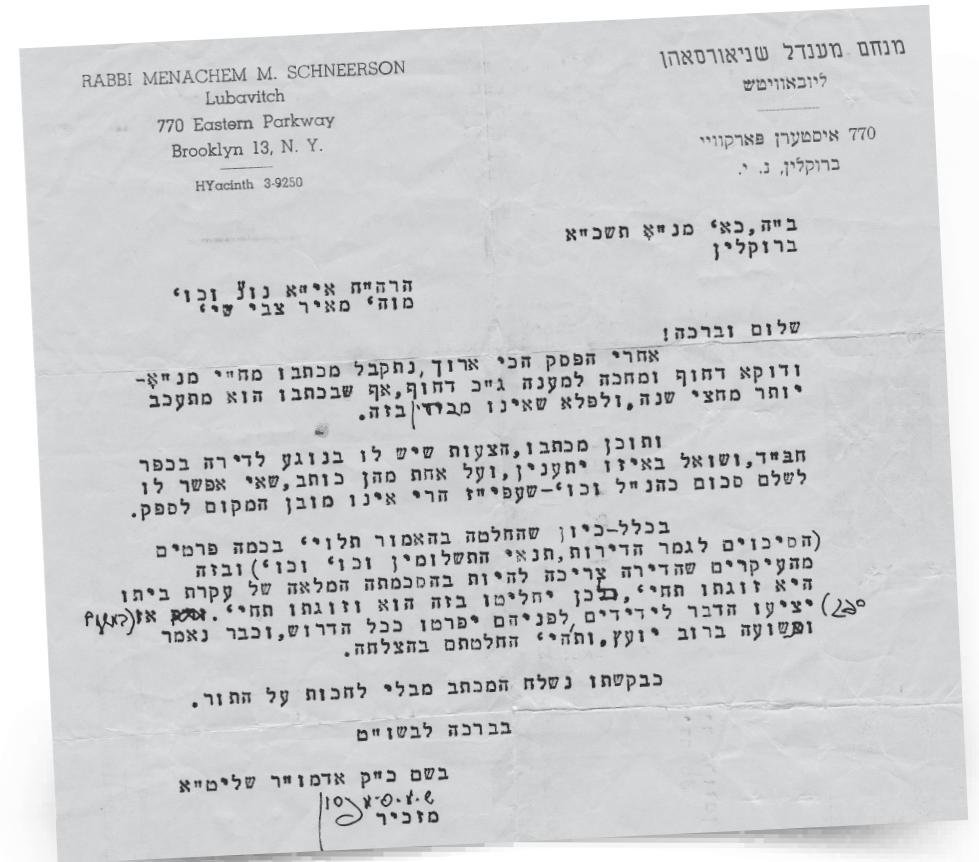 RABBI MENACHEM M. SCHNEERSON
Lubavitch
770 Eastern Parkway
Brooklyn 13, N. Y.
HYacinth 3-9250
מנחם מענדל שניאורסאהן
ליובאוויטש
770 איסטערן פארקוויי
ברוקלין, נ. י.
ב"ה,כא' מנ"א תשכ"א
ברוקלין
הרה"ח אי"א נו"נ וכו'
מוה' מאיר צבי שי'
שלום וברכה!
אחרי הפסק הכי ארוך,נתקבל מכתבו מח"י מנ"א-
ודוקא דחוף ומחכה למענה ג"כ דחוף,אף שבכתבו הוא מתעכב
יותר מחצי שנה,ולפלא שאינו בזה.
ותוכן מכתבו,הצעות שיש לו בנוגע לדירה בכפר
חב"ד,ושואל באיזו יתענין,ועל אחת מהן כותב,שאי אפשר לו
לשלם סכום כהנ"ל וכו'-שעפי"ז הרי אינו מובן המקום לספק.
בכלל-כיון שהחלטה בהאמור תלוי' בכמה פרטים
(הסיכוים לגמר הדירות,תנאי התשלומין וכו' וכו') ובזה
מהעיקרים שהדירה צריכה להיות בהסכמתה המלאה של עקרת ביתו
היא זוגתו תחי',ולכן יחליטו בזה הוא וזוגתו תחי'. אז
יציעו הדבר לידידים,לפניהם יפרטו ככל הדרוש,וכבר נאמר
ותשועה ברוב יועץ,ותהי' החלטתם בהצלחה.
כבקשתו נשלח המכתב מבלי לחכות על התור.
בברכה לבשו"ט
בשם כ"ק אדמו"ר שליט"א
מזכיר